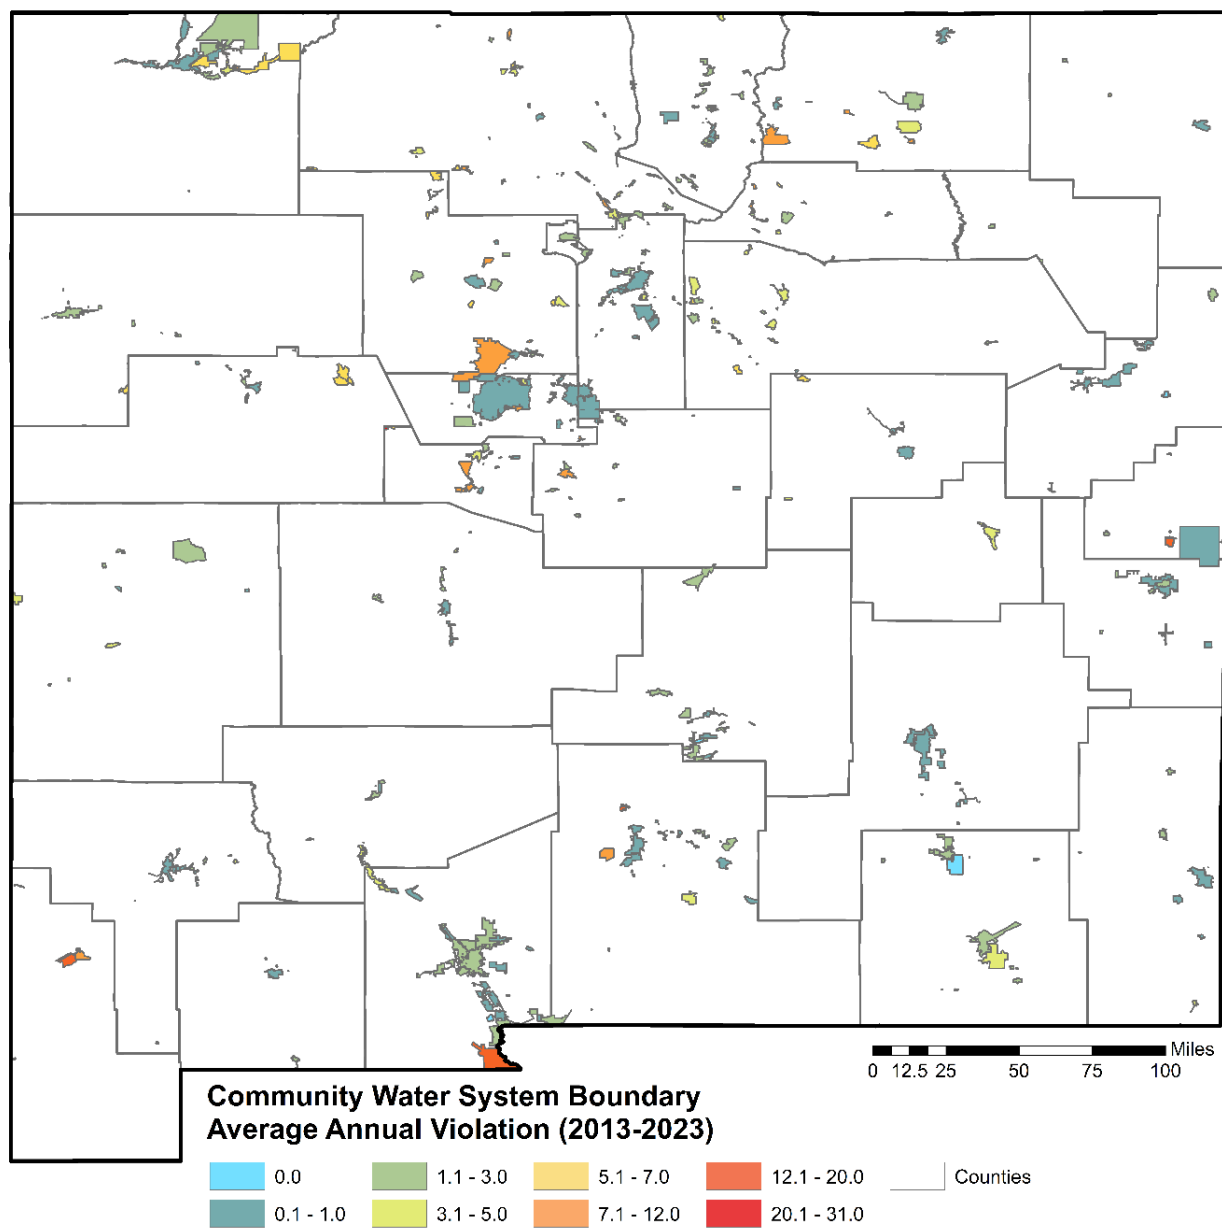 Miles
0 12.5 25 50 75 100
Community Water System Boundary
Average Annual Violation (2013-2023)
0.0 1.1 - 3.0 5.1 - 7.0 12.1 - 20.0 Counties
0.1 - 1.0 3.1 - 5.0 7.1 - 12.0 20.1 - 31.0